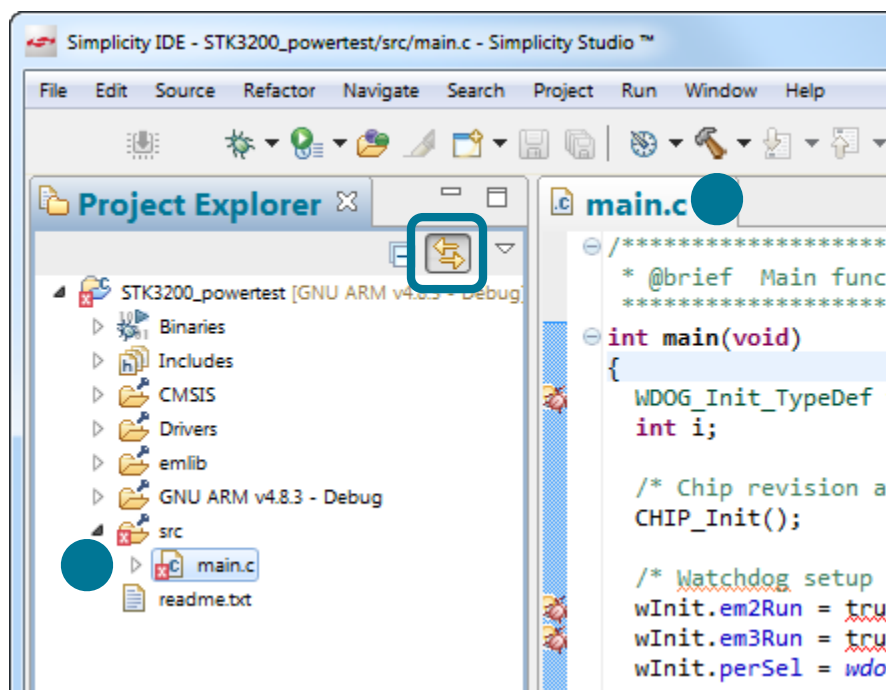 Simplicity IDE - STK3200_powertest/src/main.c - Simplicity Studio ™
File Edit Source Refactor Navigate Search Project Run Window Help
Project Explorer
main.c
STK3200_powertest [GNU ARM v4.8.3 - Debug]
Binaries
Includes
CMSIS
Drivers
emlib
GNU ARM v4.8.3 - Debug
src
main.c
readme.txt
/*******************
* @brief Main func
*******************
int main(void)
{
WDOG_Init_TypeDef
int i;
/* Chip revision a
CHIP_Init();
/* Watchdog setup
wInit.em2Run = tru
wInit.em3Run = tru
wInit.perSel = wdo